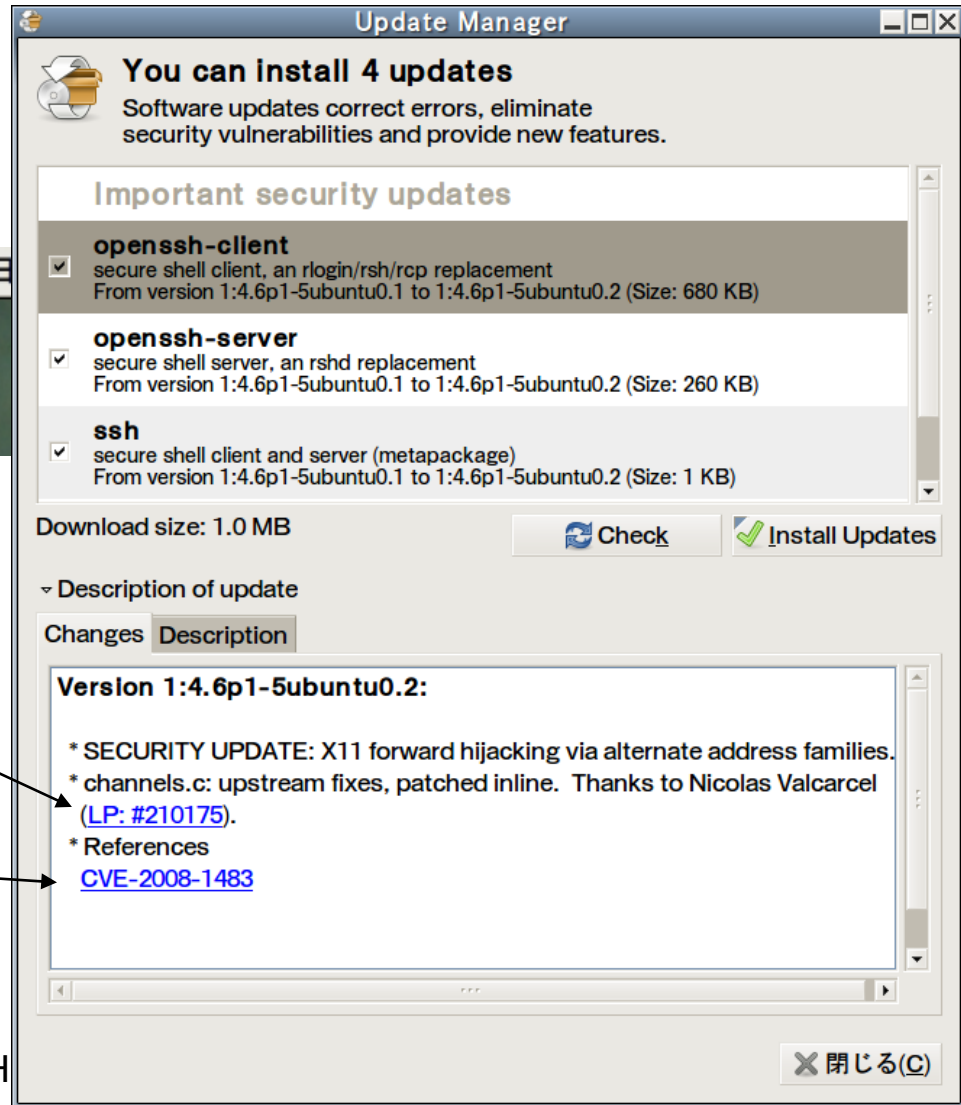 Update Manager
You can install 4 updates
Software updates correct errors, eliminate
security vulnerabilities and provide new features.
Important security updates
openssh-client
secure shell client, an rlogin/rsh/rcp replacement
From version 1:4.6p1-5ubuntu0.1 to 1:4.6p1-5ubuntu0.2 (Size: 680 KB)
openssh-server
secure shell server, an rshd replacement
From version 1:4.6p1-5ubuntu0.1 to 1:4.6p1-5ubuntu0.2 (Size: 260 KB)
ssh
secure shell client and server (metapackage)
From version 1:4.6p1-5ubuntu0.1 to 1:4.6p1-5ubuntu0.2 (Size: 1 KB)
Download size: 1.0 MB
Check
Install Updates
Description of update
Changes
Description
Version 1:4.6p1-5ubuntu0.2:
* SECURITY UPDATE: X11 forward hijacking via alternate address families.
* channels.c: upstream fixes, patched inline.  Thanks to Nicolas Valcarcel
(LP: #210175).
* References
CVE-2008-1483
閉じる(C)